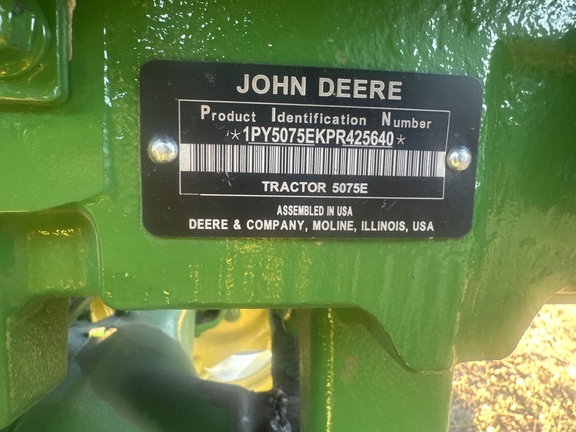 JOHN DEERE
Product Identification Number
*1PY5075EKPR425640*
TRACTOR 5075E
ASSEMBLED IN USA
DEERE & COMPANY, MOLINE, ILLINOIS, USA